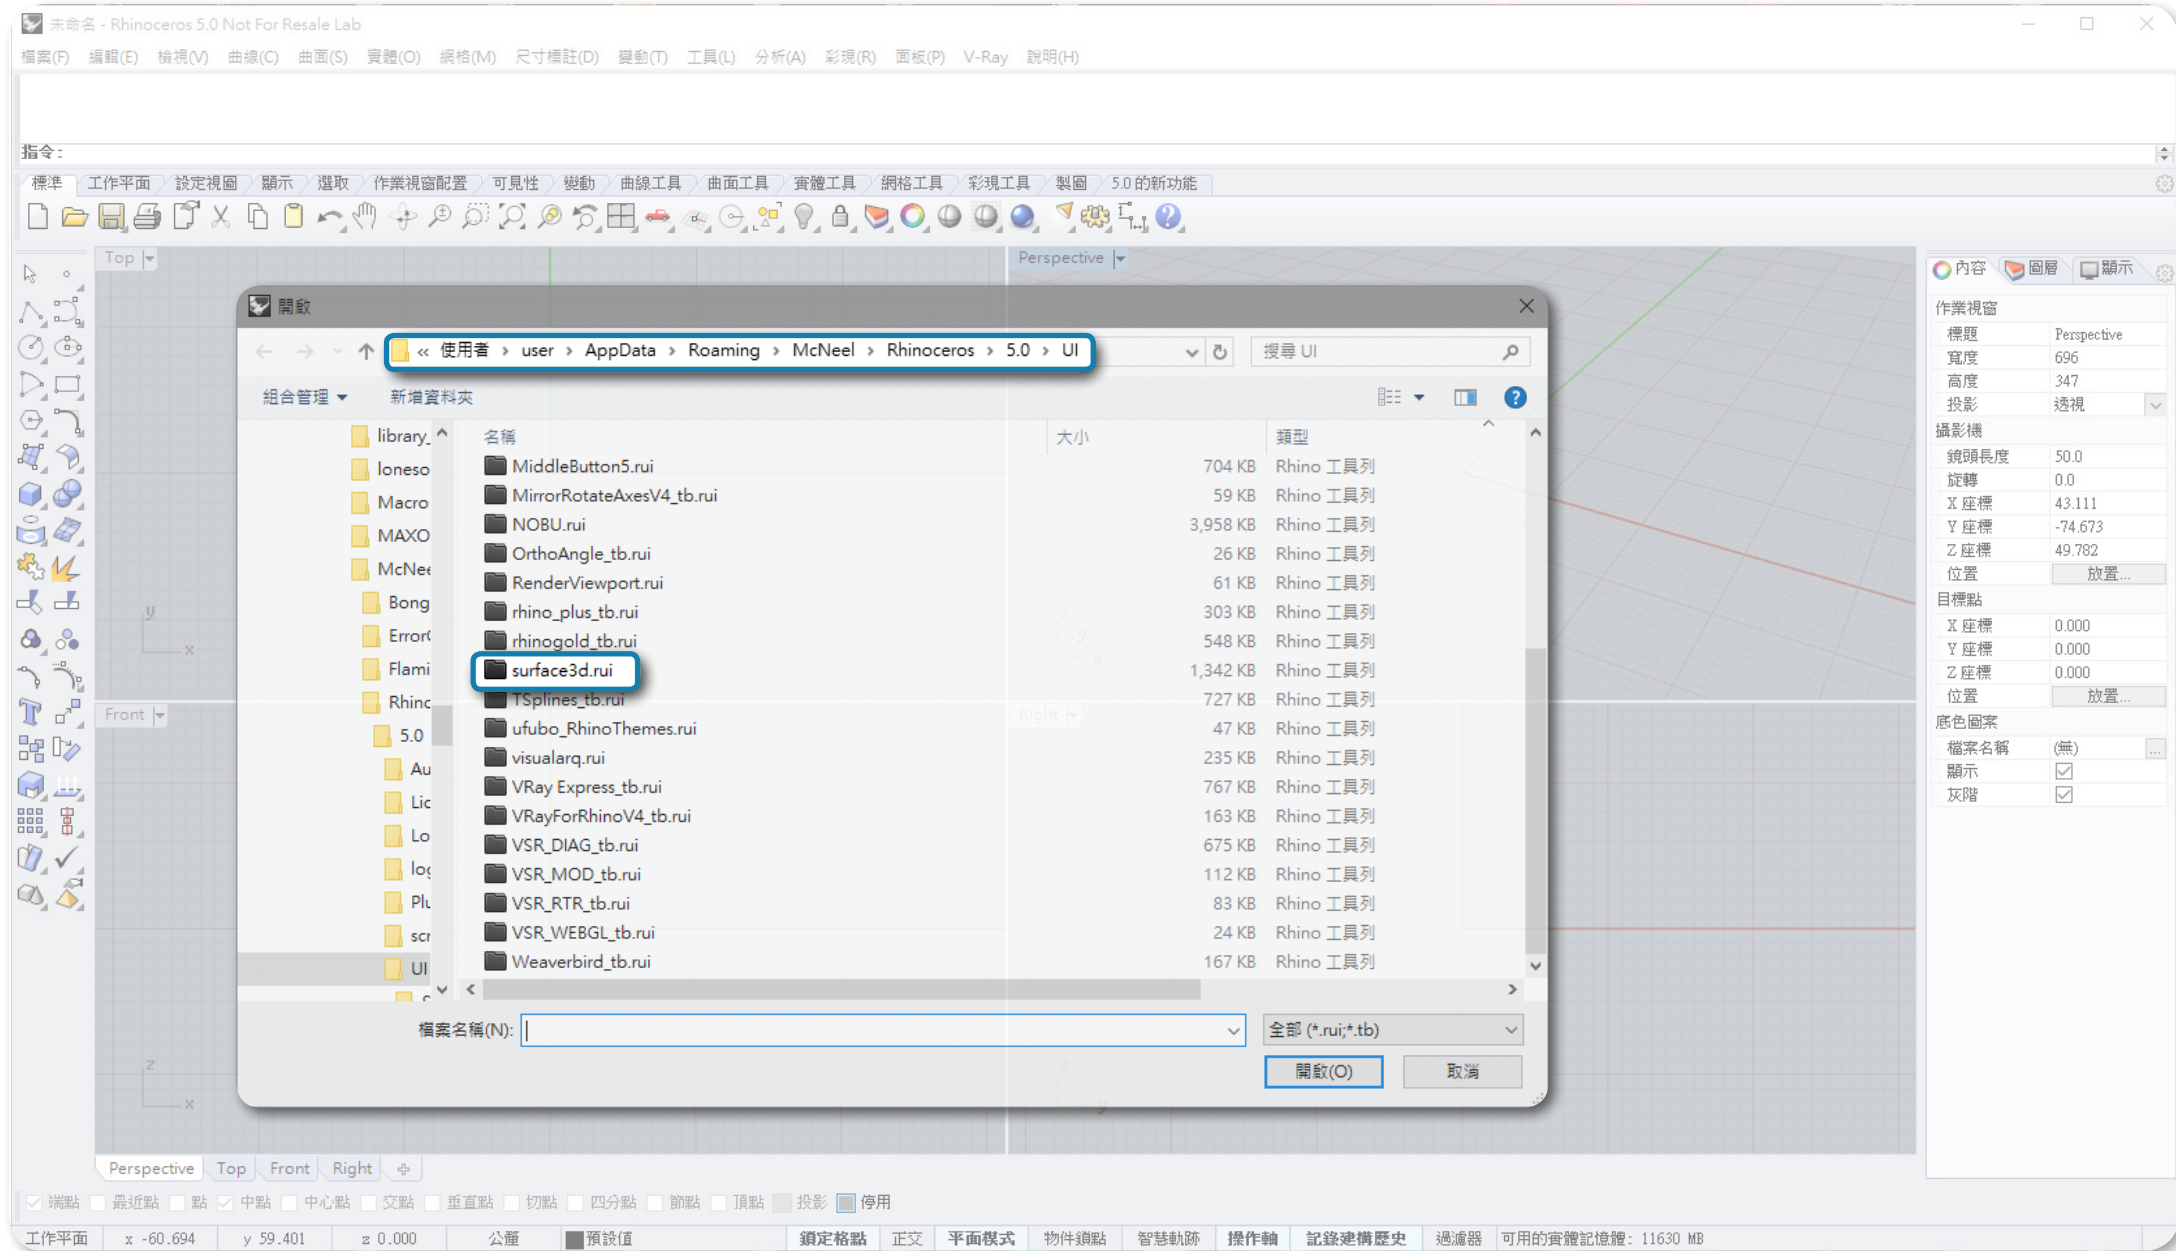 未命名 - Rhinoceros 5.0 Not For Resale Lab
檔案(F) 編輯(E) 檢視(V) 曲線(C) 曲面(S) 實體(O) 網格(M) 尺寸標註(D) 變動(T) 工具(L) 分析(A) 彩現(R) 面板(P) V-Ray 說明(H)
指令:
標準 工作平面 設定視圖 顯示 選取 作業視窗配置 可見性 變動 曲線工具 曲面工具 實體工具 網格工具 彩現工具 製圖 5.0 的新功能
Top Perspective
內容 圖層 顯示
開啟
« 使用者 › user › AppData › Roaming › McNeel › Rhinoceros › 5.0 › UI
搜尋 UI
組合管理 新增資料夾
名稱 大小 類型
library_
loneso
Macro
MAXO
McNee
Bong
Error
Flami
Rhinc
5.0
Au
Lic
Lo
log
Plu
scr
UI
MiddleButton5.rui 704 KB Rhino 工具列
MirrorRotateAxesV4_tb.rui 59 KB Rhino 工具列
NOBU.rui 3,958 KB Rhino 工具列
OrthoAngle_tb.rui 26 KB Rhino 工具列
RenderViewport.rui 61 KB Rhino 工具列
rhino_plus_tb.rui 303 KB Rhino 工具列
rhinogold_tb.rui 548 KB Rhino 工具列
surface3d.rui 1,342 KB Rhino 工具列
TSplines_tb.rui 727 KB Rhino 工具列
ufubo_RhinoThemes.rui 47 KB Rhino 工具列
visualarq.rui 235 KB Rhino 工具列
VRay Express_tb.rui 767 KB Rhino 工具列
VRayForRhinoV4_tb.rui 163 KB Rhino 工具列
VSR_DIAG_tb.rui 675 KB Rhino 工具列
VSR_MOD_tb.rui 112 KB Rhino 工具列
VSR_RTR_tb.rui 83 KB Rhino 工具列
VSR_WEBGL_tb.rui 24 KB Rhino 工具列
Weaverbird_tb.rui 167 KB Rhino 工具列
檔案名稱(N): 全部 (*.rui;*.tb)
開啟(O) 取消
作業視窗
標題 Perspective
寬度 696
高度 347
投影 透視
攝影機
鏡頭長度 50.0
旋轉 0.0
X 座標 43.111
Y 座標 -74.673
Z 座標 49.782
位置 放置...
目標點
X 座標 0.000
Y 座標 0.000
Z 座標 0.000
位置 放置...
底色圖案
檔案名稱 (無) ...
顯示
灰階
y
x
z
y
x
Front Right
z
x
z
y
Perspective Top Front Right
端點 最近點 點 中點 中心點 交點 垂直點 切點 四分點 節點 頂點 投影 停用
工作平面 x -60.694 y 59.401 z 0.000 公釐 預設值 鎖定格點 正交 平面模式 物件鎖點 智慧軌跡 操作軸 記錄建構歷史 過濾器 可用的實體記憶體: 11630 MB